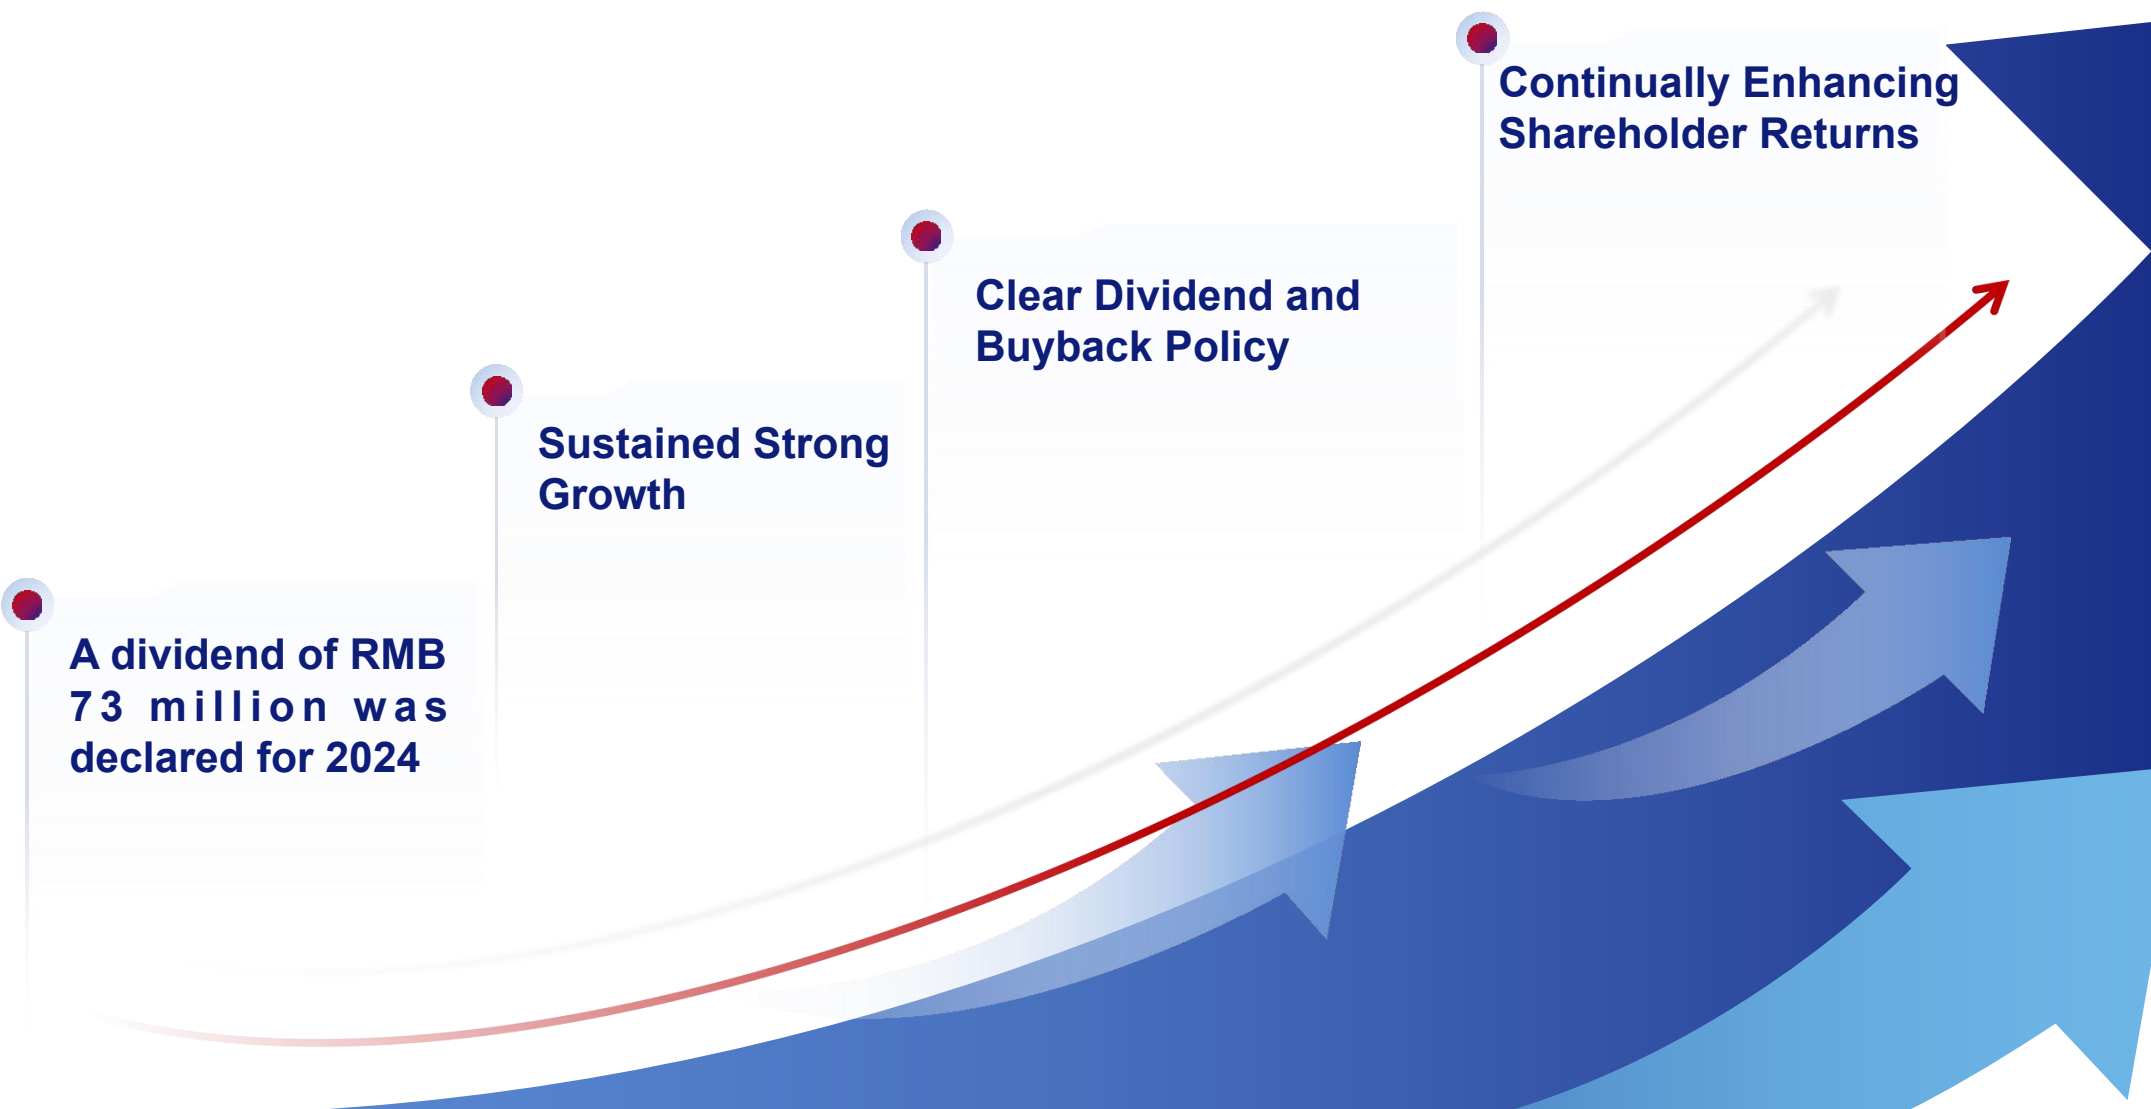 Continually Enhancing
Shareholder Returns
Clear Dividend and
Buyback Policy
Sustained Strong
Growth
A dividend of RMB
73 million was
declared for 2024